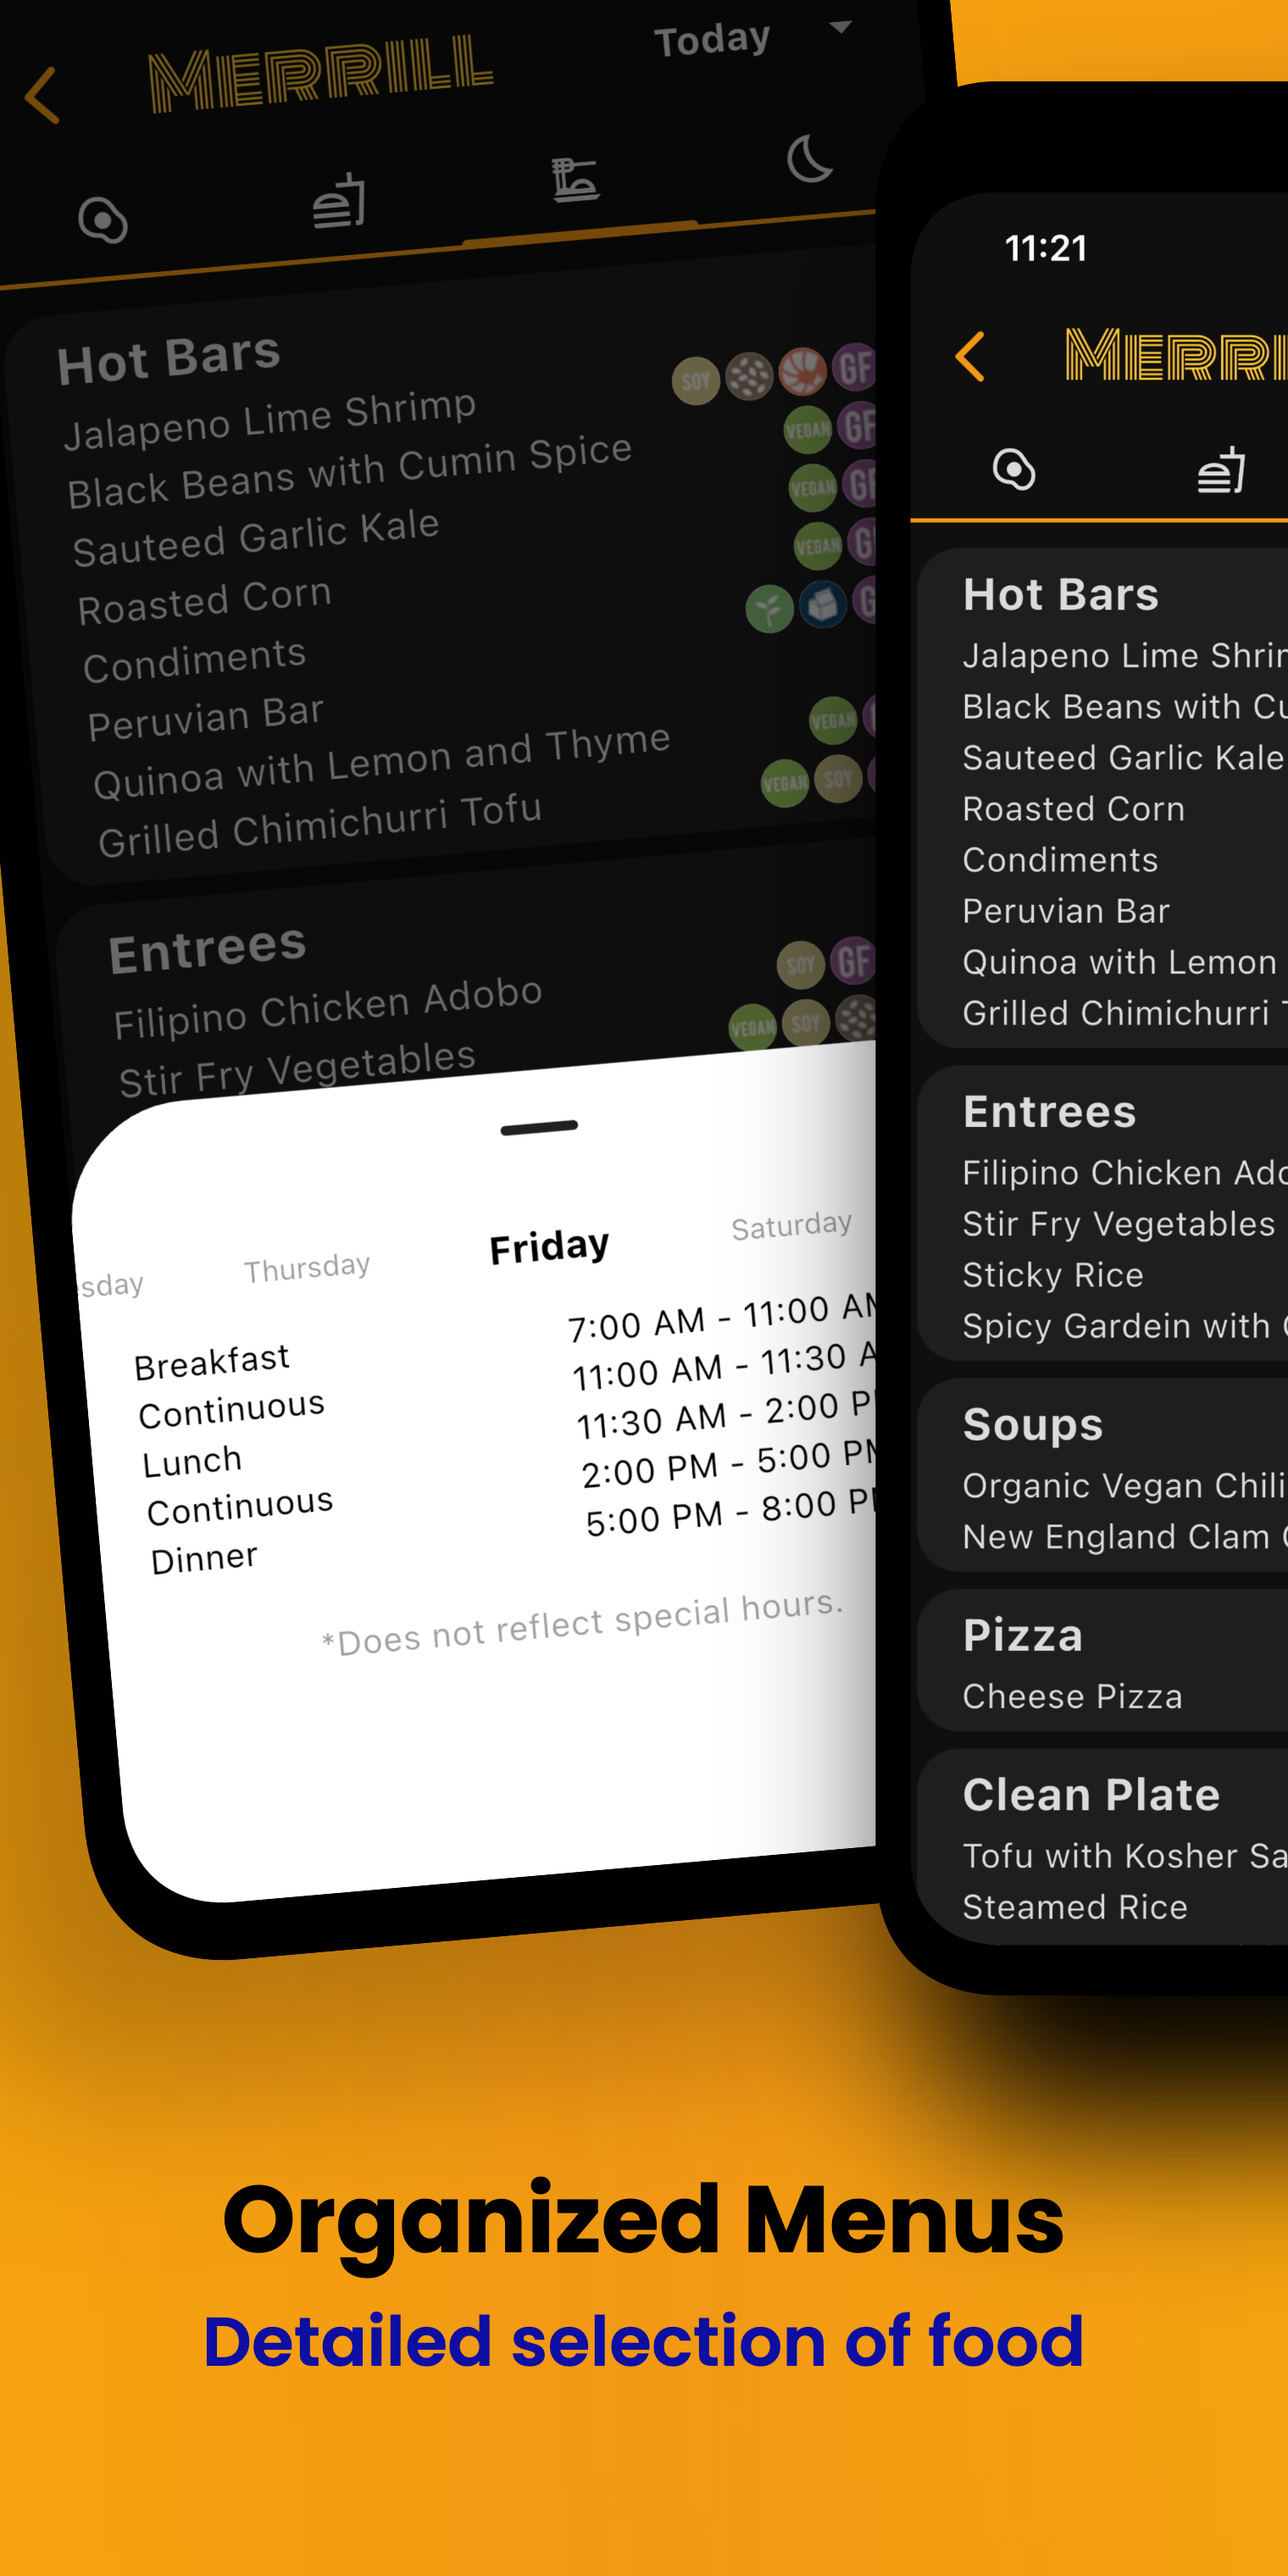 MERRILL
Today
Hot Bars
Jalapeno Lime Shrimp
SOY GF
Black Beans with Cumin Spice
VEGAN GF
Sauteed Garlic Kale
VEGAN GF
Roasted Corn
VEGAN G
Condiments
G
Peruvian Bar
Quinoa with Lemon and Thyme
VEGAN
Grilled Chimichurri Tofu
VEGAN SOY
Entrees
Filipino Chicken Adobo
SOY GF
Stir Fry Vegetables
VEGAN SOY
sday Thursday Friday Saturday
Breakfast 7:00 AM - 11:00 AM
Continuous 11:00 AM - 11:30 A
Lunch 11:30 AM - 2:00 P
Continuous 2:00 PM - 5:00 PM
Dinner 5:00 PM - 8:00 P
*Does not reflect special hours.
11:21
MERRI
Hot Bars
Jalapeno Lime Shrim
Black Beans with Cu
Sauteed Garlic Kale
Roasted Corn
Condiments
Peruvian Bar
Quinoa with Lemon
Grilled Chimichurri
Entrees
Filipino Chicken Ado
Stir Fry Vegetables
Sticky Rice
Spicy Gardein with
Soups
Organic Vegan Chili
New England Clam
Pizza
Cheese Pizza
Clean Plate
Tofu with Kosher Sa
Steamed Rice
Organized Menus
Detailed selection of food